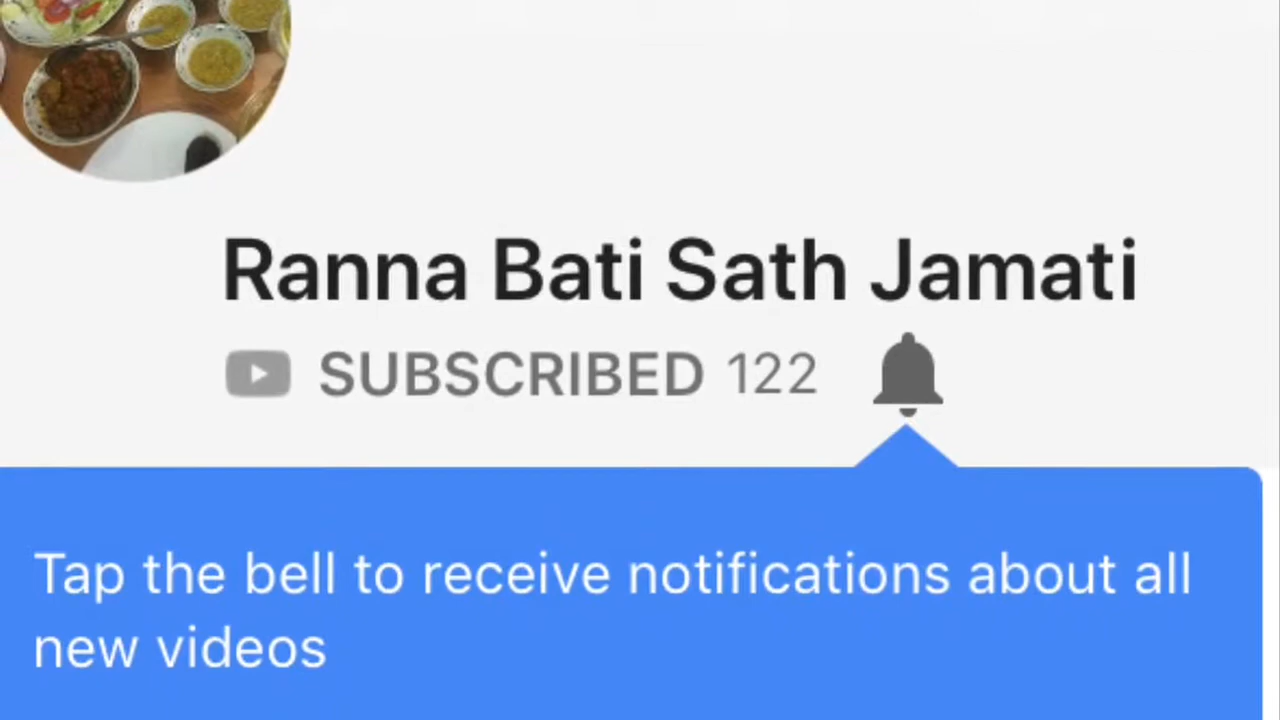 Ranna Bati Sath Jamati
SUBSCRIBED 122
Tap the bell to receive notifications about all
new videos